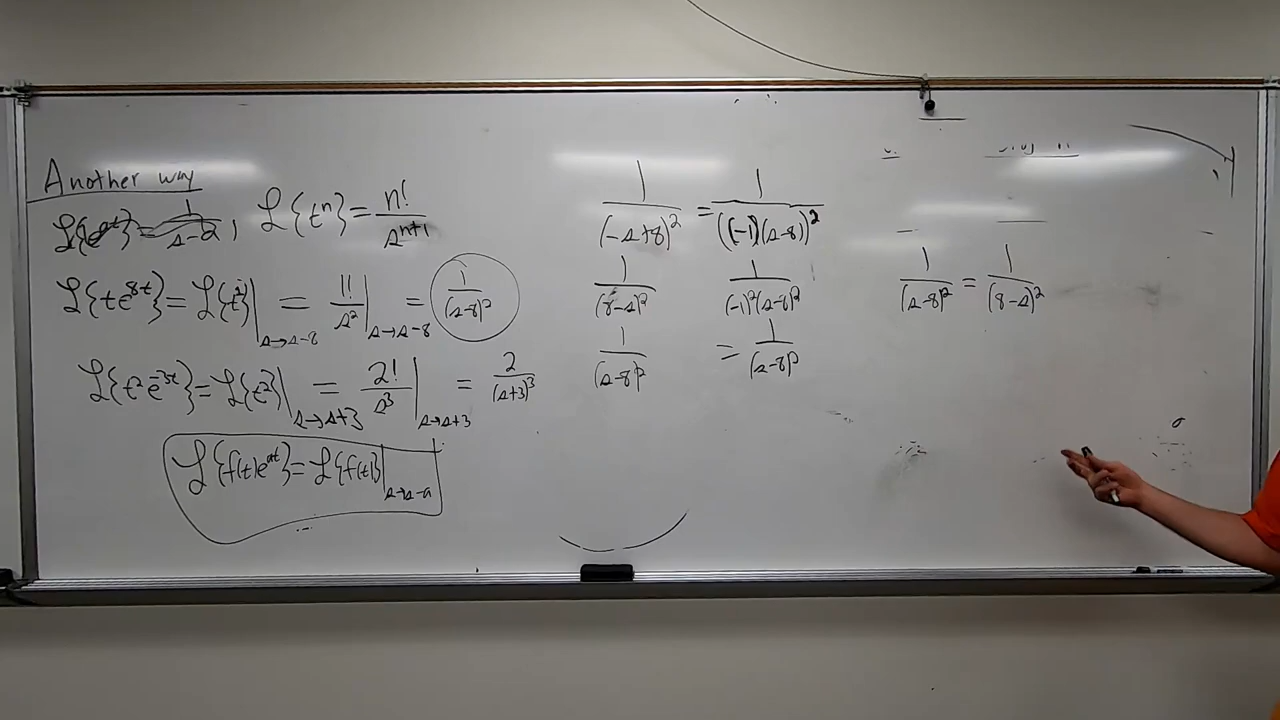 Another way
ℒ{e^{at}} = 1/(s-a), ℒ{t^n} = n!/s^{n+1}
ℒ{te^{8t}} = ℒ{t}|_{s→s-8} = 1!/s^2|_{s→s-8} = 1/(s-8)^2
ℒ{t^2e^{-3t}} = ℒ{t^2}|_{s→s+3} = 2!/s^3|_{s→s+3} = 2/(s+3)^3
ℒ{f(t)e^{at}} = ℒ{f(t)}|_{s→s-a}
1/(-s+8)^2 = 1/((-1)(s-8))^2
1/(8-s)^2 1/((-1)^2(s-8)^2)
1/(s-8)^2 = 1/(s-8)^2
1/(s-8)^2 = 1/(8-s)^2